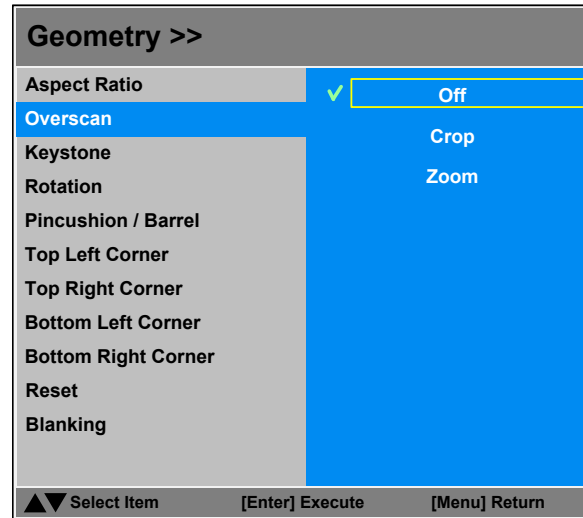 Geometry >>
Aspect Ratio
Off
Overscan
Crop
Keystone
Zoom
Rotation
Pincushion / Barrel
Top Left Corner
Top Right Corner
Bottom Left Corner
Bottom Right Corner
Reset
Blanking
Select Item [Enter] Execute [Menu] Return